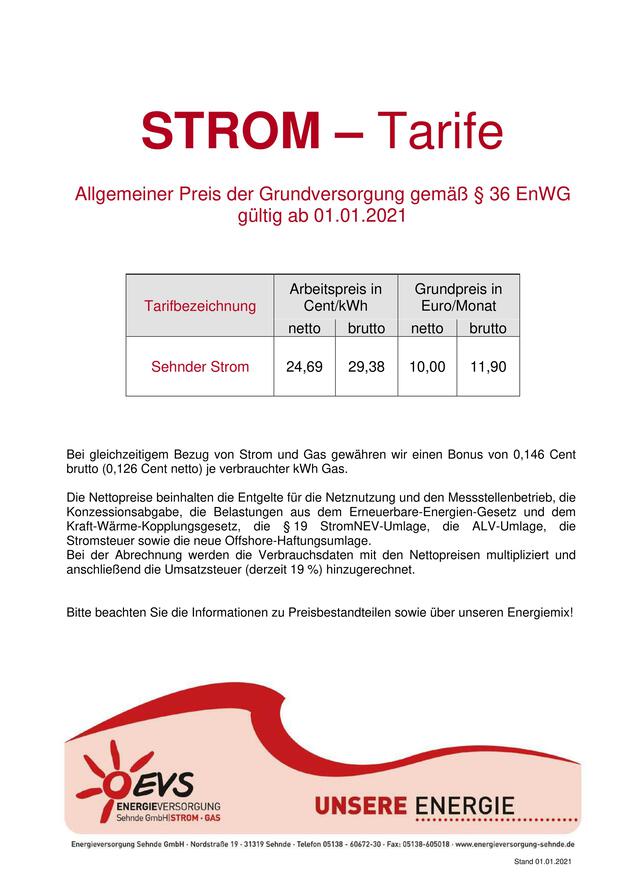 STROM – Tarife
Allgemeiner Preis der Grundversorgung gemäß § 36 EnWG
gültig ab 01.01.2021
Tarifbezeichnung
Arbeitspreis in
Cent/kWh
Grundpreis in
Euro/Monat
netto brutto netto brutto
Sehnder Strom 24,69 29,38 10,00 11,90
Bei gleichzeitigem Bezug von Strom und Gas gewähren wir einen Bonus von 0,146 Cent
brutto (0,126 Cent netto) je verbrauchter kWh Gas.
Die Nettopreise beinhalten die Entgelte für die Netznutzung und den Messstellenbetrieb, die
Konzessionsabgabe, die Belastungen aus dem Erneuerbare-Energien-Gesetz und dem
Kraft-Wärme-Kopplungsgesetz, die § 19 StromNEV-Umlage, die ALV-Umlage, die
Stromsteuer sowie die neue Offshore-Haftungsumlage.
Bei der Abrechnung werden die Verbrauchsdaten mit den Nettopreisen multipliziert und
anschließend die Umsatzsteuer (derzeit 19 %) hinzugerechnet.
Bitte beachten Sie die Informationen zu Preisbestandteilen sowie über unseren Energiemix!
EVS
ENERGIEVERSORGUNG
Sehnde GmbH|STROM · GAS
UNSERE ENERGIE
Energieversorgung Sehnde GmbH · Nordstraße 19 · 31319 Sehnde · Telefon 05138 - 60672-30 · Fax: 05138-605018 · www.energieversorgung-sehnde.de
Stand 01.01.2021